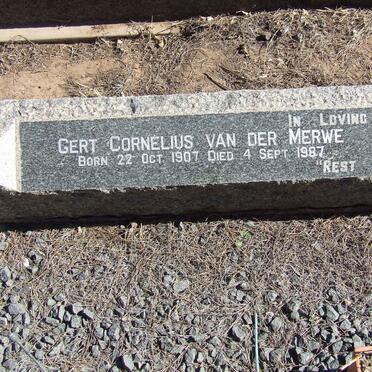 IN LOVING
GERT CORNELIUS VAN DER MERWE
BORN 22 OCT 1907 DIED 4 SEPT 1987
"REST